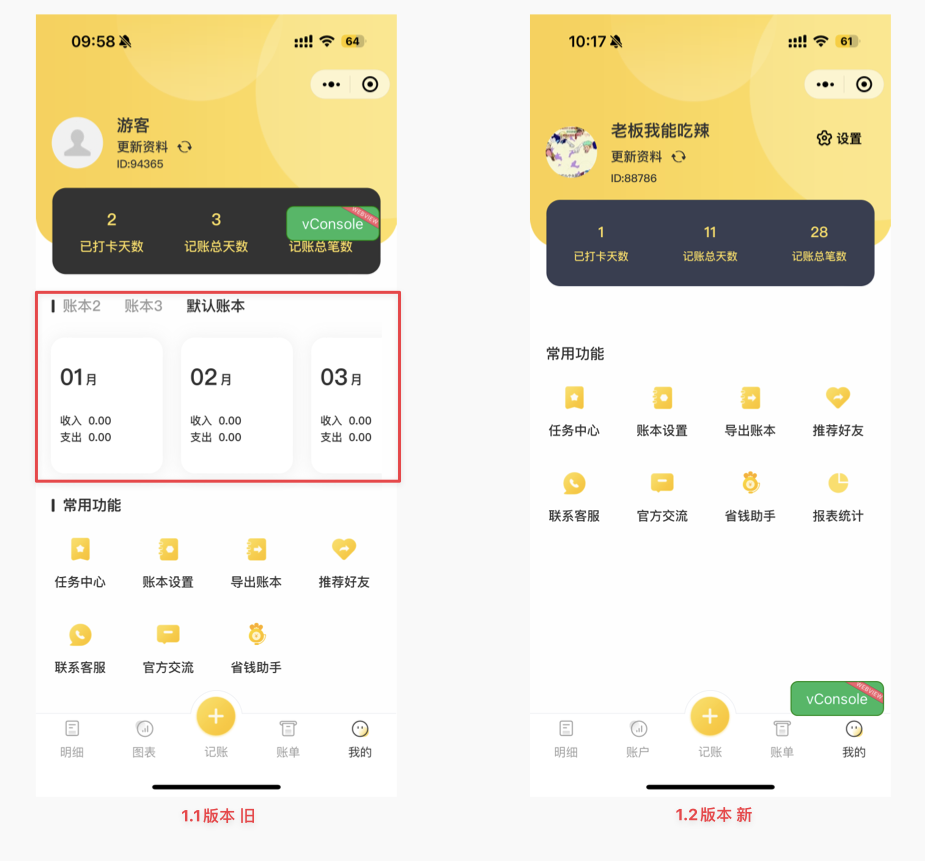 09:58
64
游客
更新资料
ID:94365
2
3
已打卡天数
记账总天数
记账总笔数
vConsole
WEBVIEW
账本2
账本3
默认账本
01月
02月
03月
收入 0.00
收入 0.00
收入 0.00
支出 0.00
支出 0.00
支出 0.00
常用功能
任务中心
账本设置
导出账本
推荐好友
联系客服
官方交流
省钱助手
明细
图表
记账
账单
我的
1.1版本 旧
10:17
61
老板我能吃辣
设置
更新资料
ID:88786
1
11
28
已打卡天数
记账总天数
记账总笔数
常用功能
任务中心
账本设置
导出账本
推荐好友
联系客服
官方交流
省钱助手
报表统计
vConsole
WEBVIEW
明细
账户
记账
账单
我的
1.2版本 新